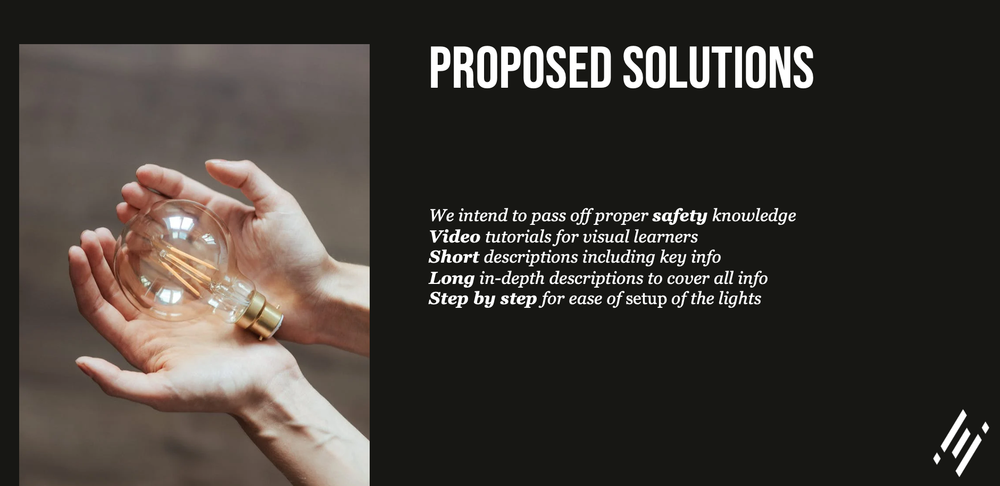 PROPOSED SOLUTIONS
We intend to pass off proper safety knowledge
Video tutorials for visual learners
Short descriptions including key info
Long in-depth descriptions to cover all info
Step by step for ease of setup of the lights